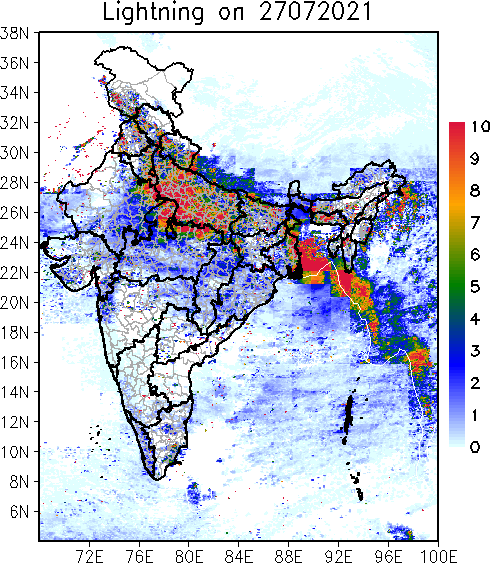 Lightning on 27072021
38N
36N
34N
32N
30N
28N
26N
24N
22N
20N
18N
16N
14N
12N
10N
8N
6N
72E 76E 80E 84E 88E 92E 96E 100E
10
9
8
7
6
5
4
3
2
1
0